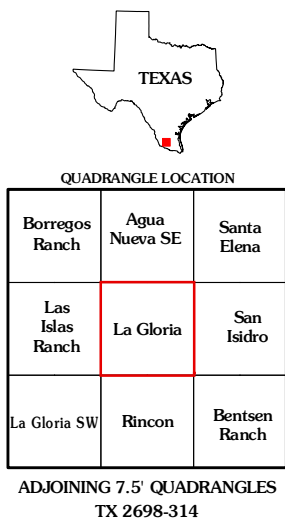 TEXAS
QUADRANGLE LOCATION
Borregos
Ranch
Agua
Nueva SE
Santa
Elena
Las
Islas
Ranch
La Gloria
San
Isidro
La Gloria SW
Rincon
Bentsen
Ranch
ADJOINING 7.5' QUADRANGLES
TX 2698-314